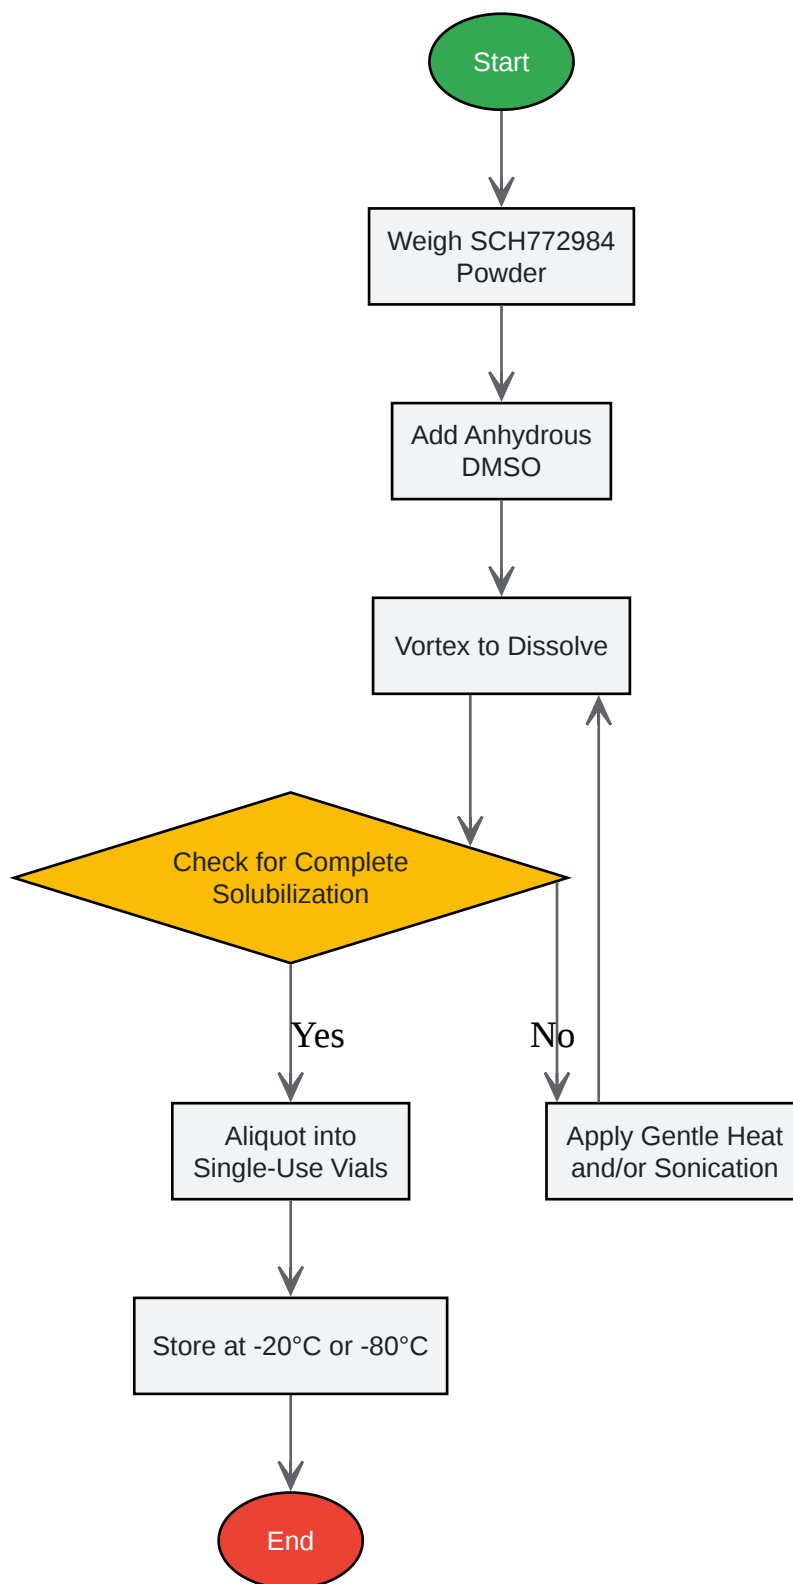 Start
Weigh SCH772984
Powder
Add Anhydrous
DMSO
Vortex to Dissolve
Check for Complete
Solubilization
Yes
No
Aliquot into
Single-Use Vials
Apply Gentle Heat
and/or Sonication
Store at -20°C or -80°C
End